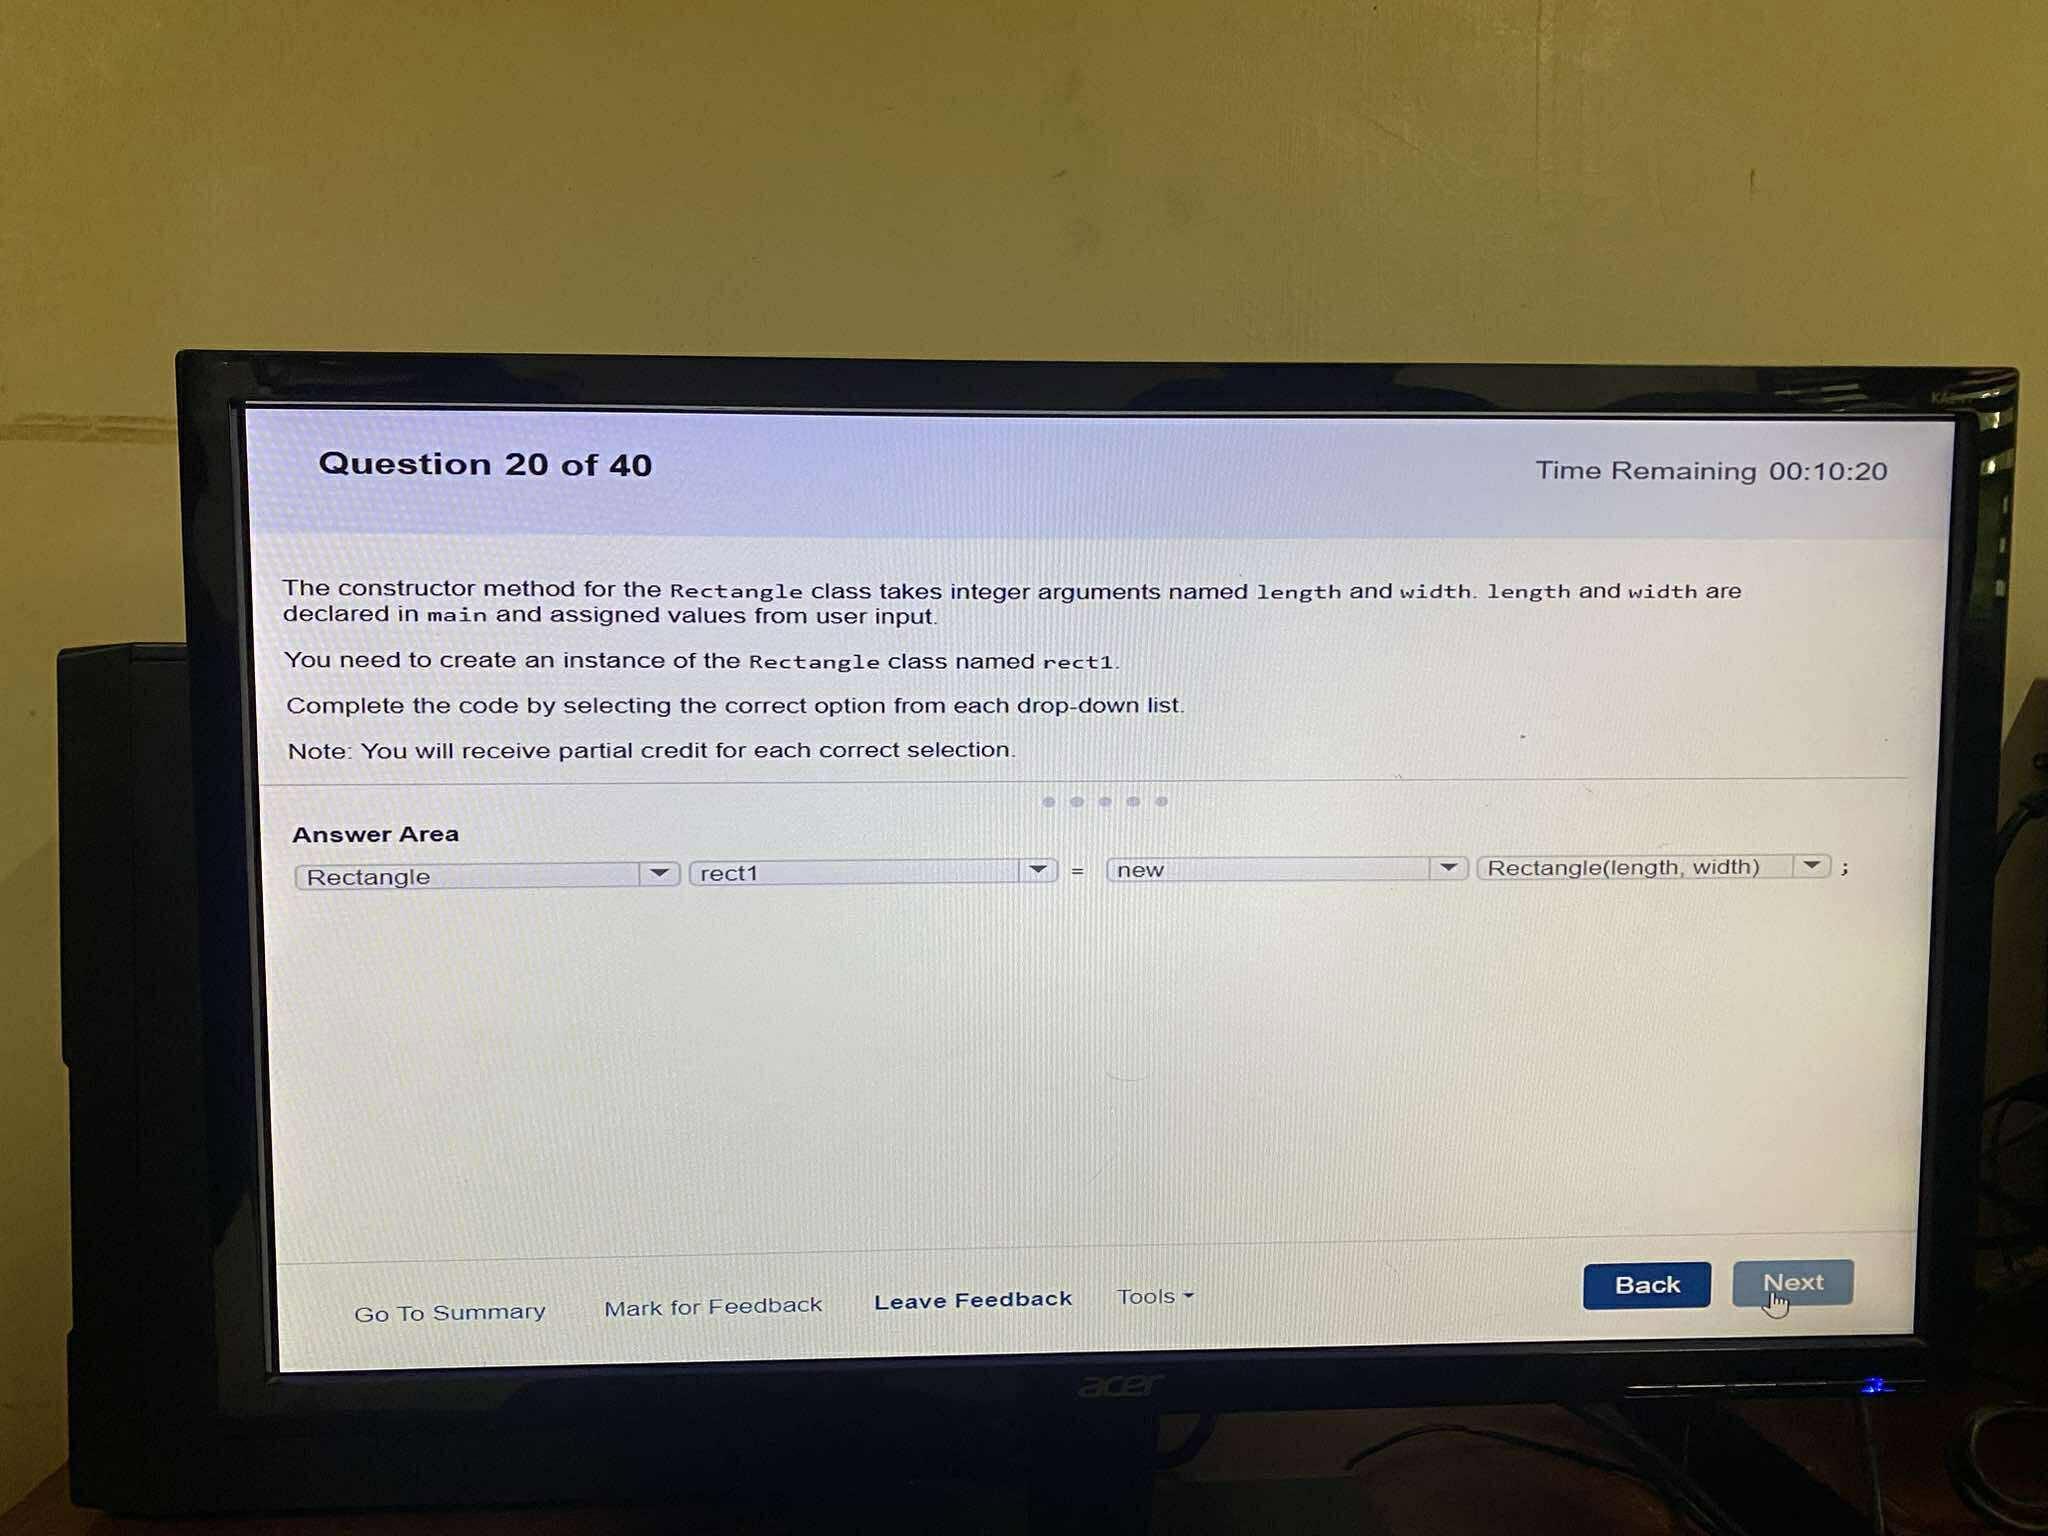 Question 20 of 40
Time Remaining 00:10:20
The constructor method for the Rectangle class takes integer arguments named length and width. length and width are
declared in main and assigned values from user input.
You need to create an instance of the Rectangle class named rect1.
Complete the code by selecting the correct option from each drop-down list.
Note: You will receive partial credit for each correct selection.
Answer Area
Rectangle rect1 = new Rectangle(length, width) ;
Go To Summary Mark for Feedback Leave Feedback Tools Back Next
acer